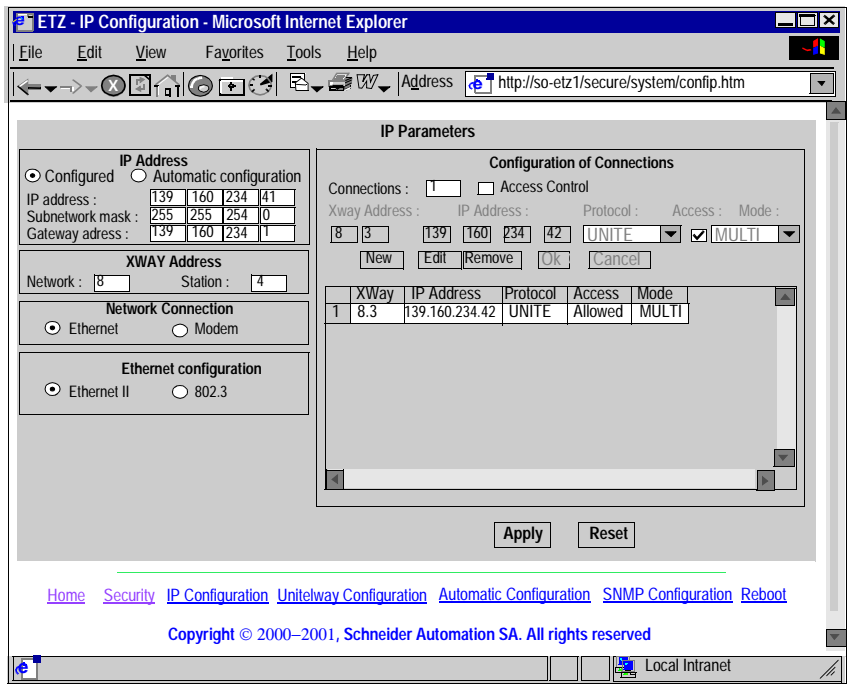 ETZ - IP Configuration - Microsoft Internet Explorer
File Edit View Favorites Tools Help
Address http://so-etz1/secure/system/confip.htm
IP Parameters
IP Address
Configured Automatic configuration
IP address : 139 160 234 41
Subnetwork mask : 255 255 254 0
Gateway adress : 139 160 234 1
XWAY Address
Network : 8 Station : 4
Network Connection
Ethernet Modem
Ethernet configuration
Ethernet II 802.3
Configuration of Connections
Connections : 1 Access Control
Xway Address : IP Address : Protocol : Access : Mode :
8 3 139 160 234 42 UNITE MULTI
New Edit Remove Ok Cancel
XWay IP Address Protocol Access Mode
1 8.3 139.160.234.42 UNITE Allowed MULTI
Apply Reset
Home Security IP Configuration Unitelway Configuration Automatic Configuration SNMP Configuration Reboot
Copyright © 2000–2001, Schneider Automation SA. All rights reserved
Local Intranet